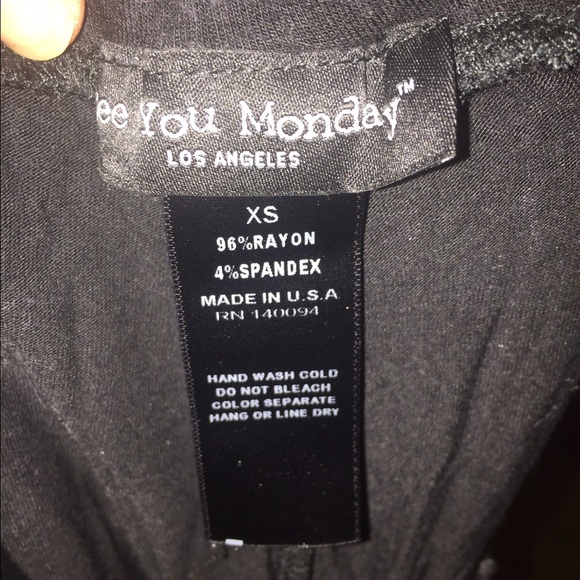 ee You Monday™
LOS ANGELES
XS
96%RAYON
4%SPANDEX
MADE IN U.S.A
RN 140094
HAND WASH COLD
DO NOT BLEACH
COLOR SEPARATE
HANG OR LINE DRY